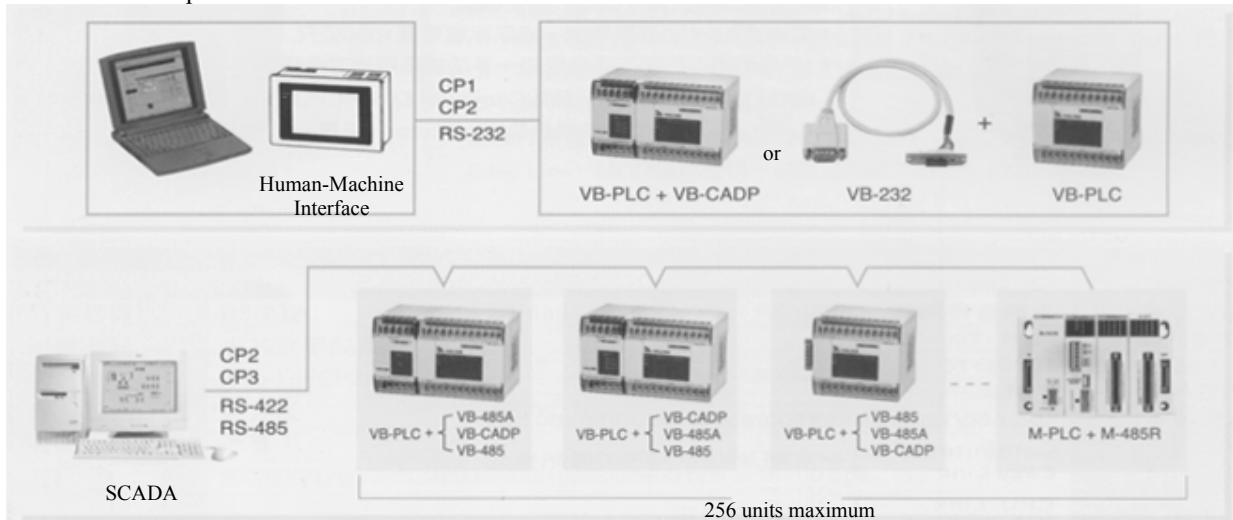 CP1
CP2
RS-232
Human-Machine
Interface
VB-PLC + VB-CADP
or
VB-232
+
VB-PLC
CP2
CP3
RS-422
RS-485
SCADA
VB-PLC +
VB-485A
VB-CADP
VB-485
VB-PLC +
VB-CADP
VB-485A
VB-485
VB-PLC +
VB-485
VB-485A
VB-CADP
M-PLC + M-485R
256 units maximum